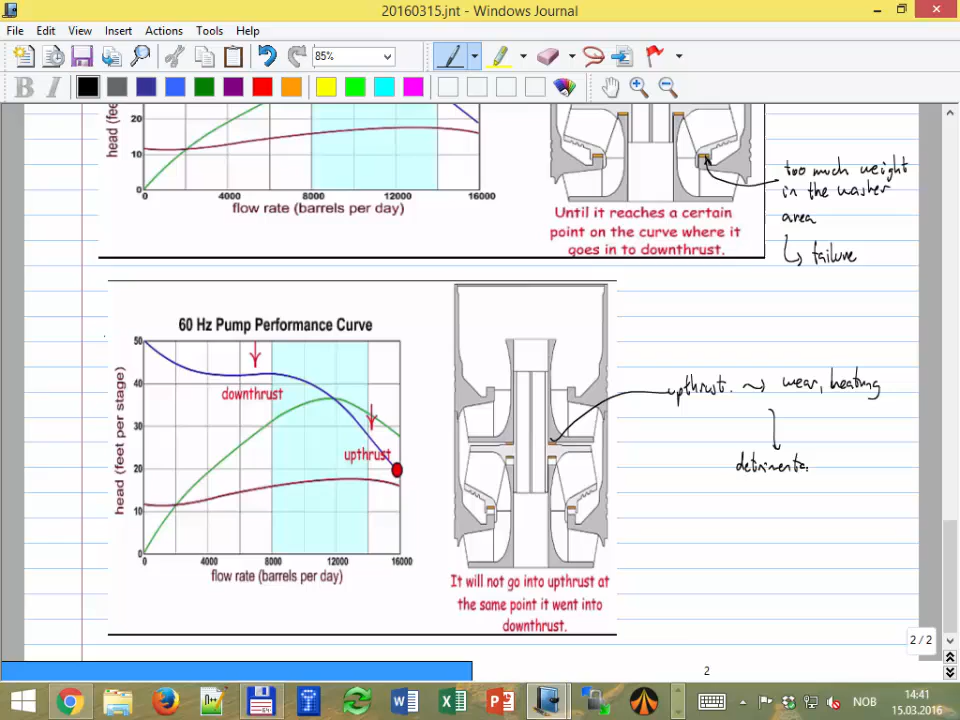 20160315.jnt - Windows Journal
File Edit View Insert Actions Tools Help
85%
B I
head (feet
20
10
0
0 4000 8000 12000 16000
flow rate (barrels per day)
Until it reaches a certain
point on the curve where it
goes in to downthrust.
too much weight
in the washer
area
failure
60 Hz Pump Performance Curve
head (feet per stage)
50
40
30
20
10
0
downthrust
upthrust
0 4000 8000 12000 16000
flow rate (barrels per day)
It will not go into upthrust at
the same point it went into
downthrust.
upthrust. wear, heating
detrimenta
2 / 2
2
NOB
14:41
15.03.2016